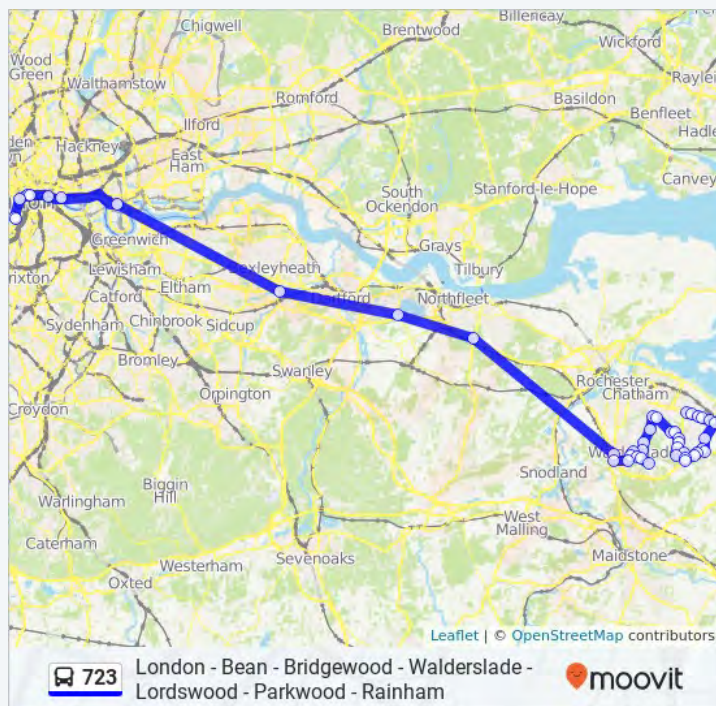 Chigwell
Brentwood
Billericay
Wickford
Wood
Green
Walthamstow
Romford
Rayleigh
Ilford
Basildon
Benfleet
Hackney
East
Ham
South
Ockendon
Stanford-le-Hope
Canvey
Greenwich
Grays
Tilbury
Lewisham
Bexleyheath
Eltham
Dartford
Northfleet
Catford
Chinbrook
Sidcup
Sydenham
Bromley
Swanley
Orpington
Rochester
Chatham
Croydon
Snodland
Biggin
Hill
Warlingham
West
Malling
Caterham
Westerham
Sevenoaks
Maidstone
Oxted
Leaflet | © OpenStreetMap contributors
723
London - Bean - Bridgewood - Walderslade -
Lordswood - Parkwood - Rainham
moovit